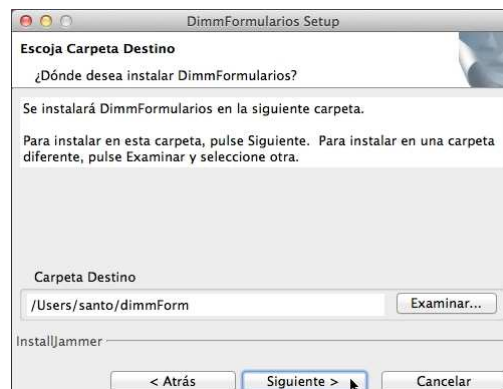 DimmFormularios Setup
Escoja Carpeta Destino
¿Dónde desea instalar DimmFormularios?
Se instalará DimmFormularios en la siguiente carpeta.
Para instalar en esta carpeta, pulse Siguiente. Para instalar en una carpeta
diferente, pulse Examinar y seleccione otra.
Carpeta Destino
/Users/santo/dimmForm
Examinar...
InstallJammer
< Atrás
Siguiente >
Cancelar